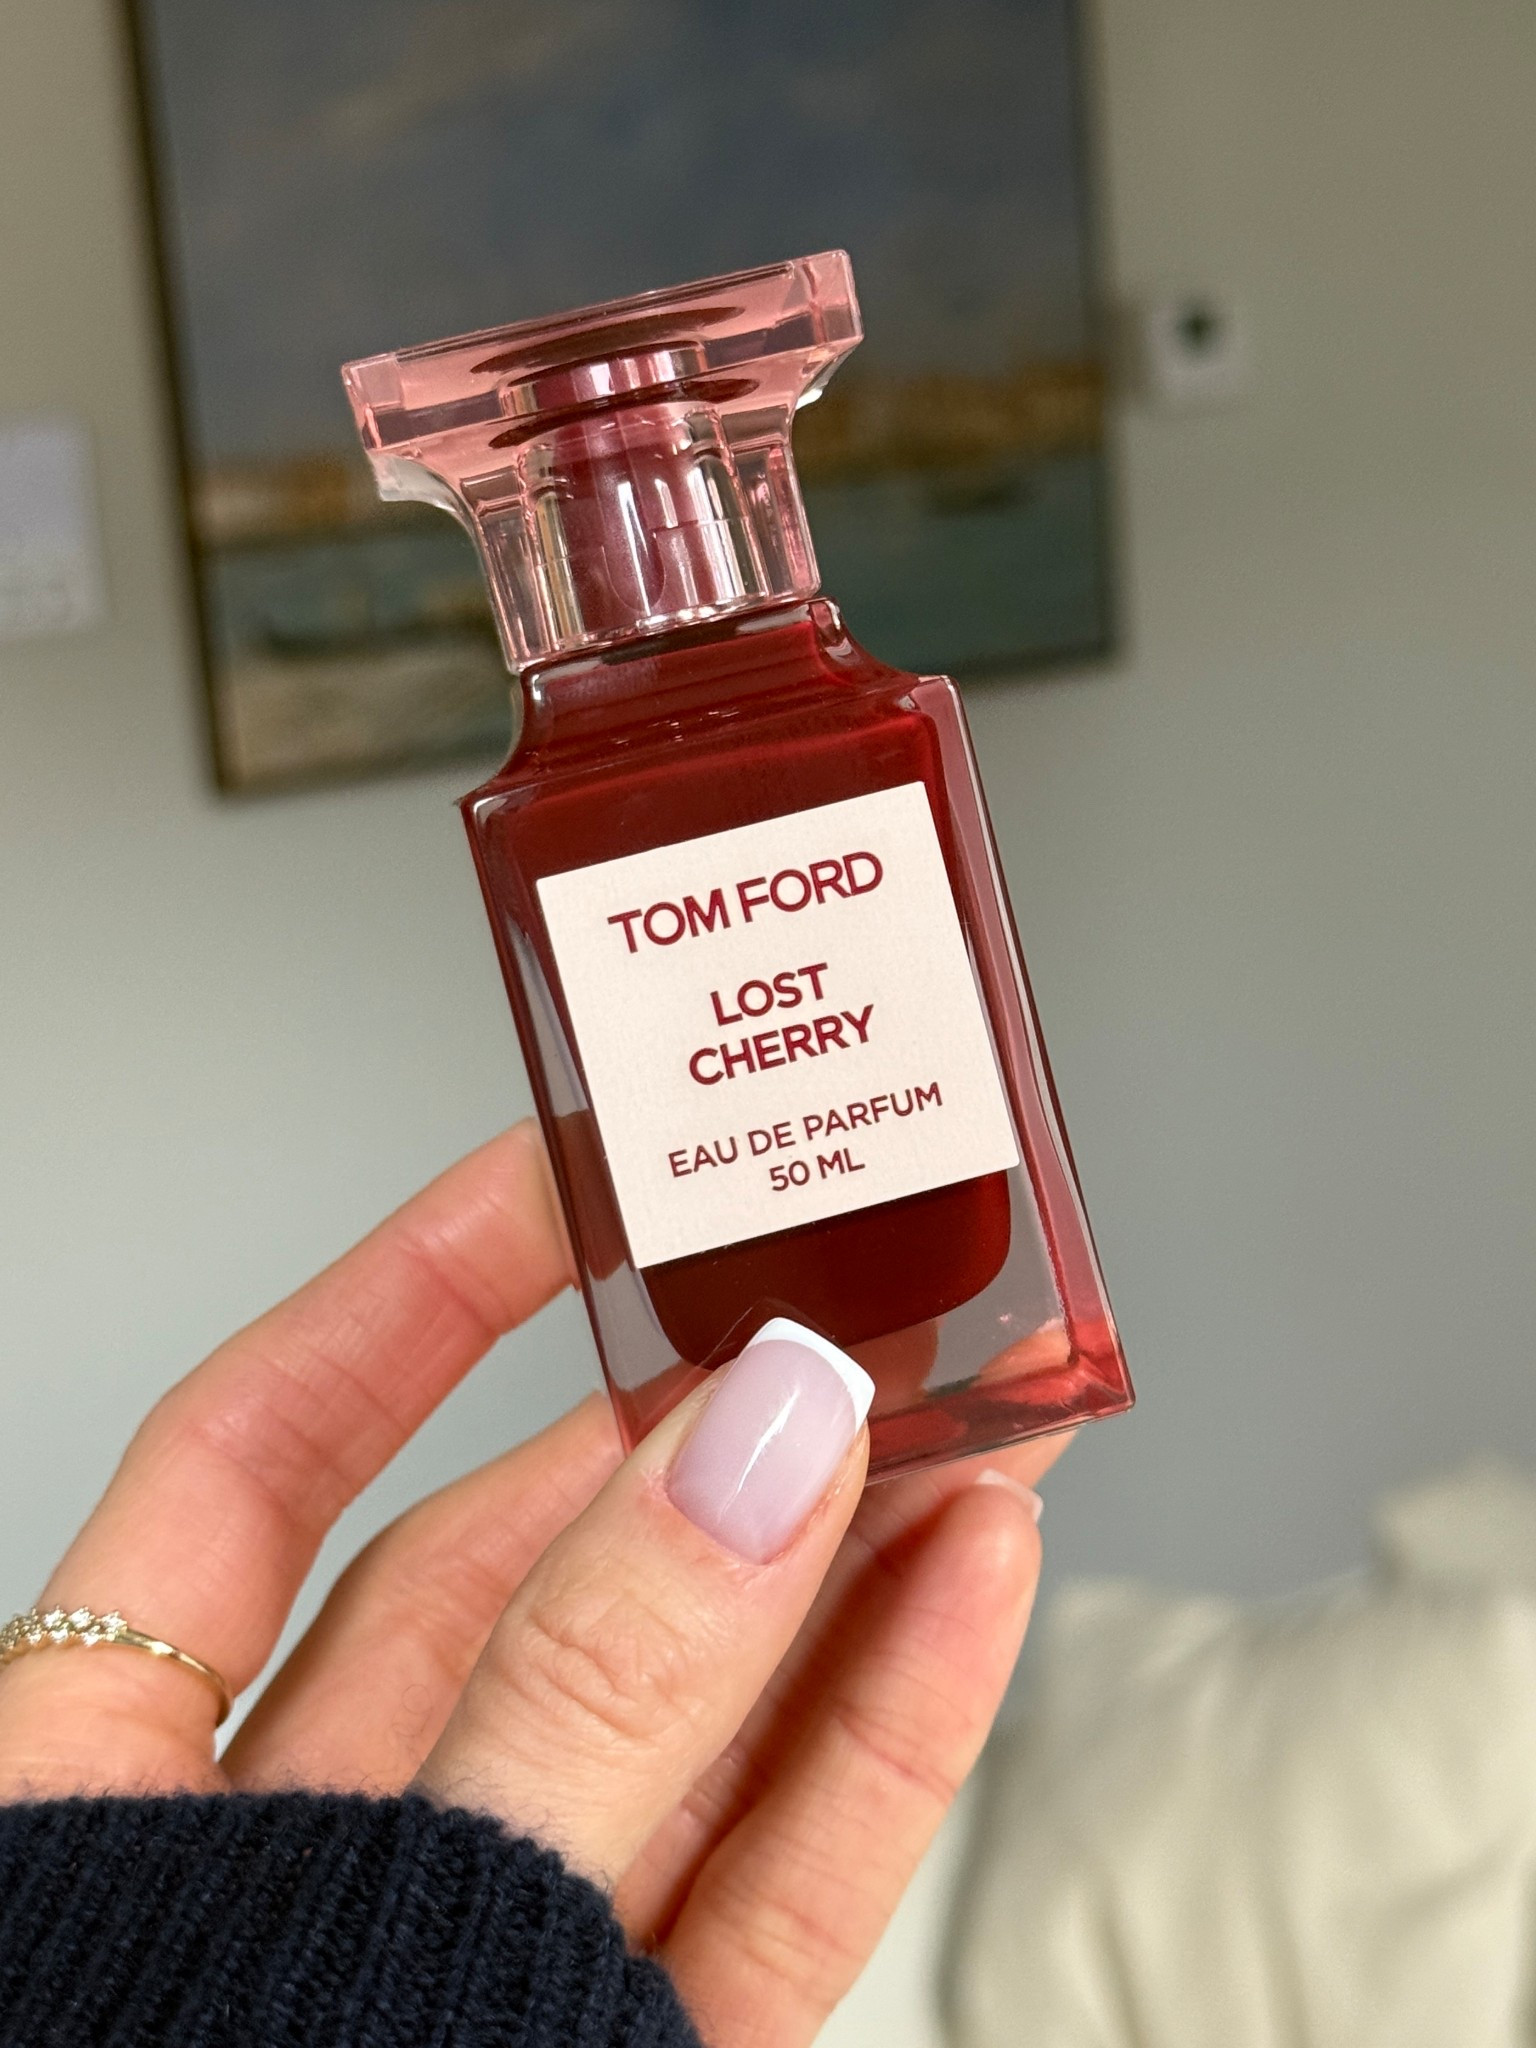 TOM FORD
LOST
CHERRY
EAU DE PARFUM
50 ML